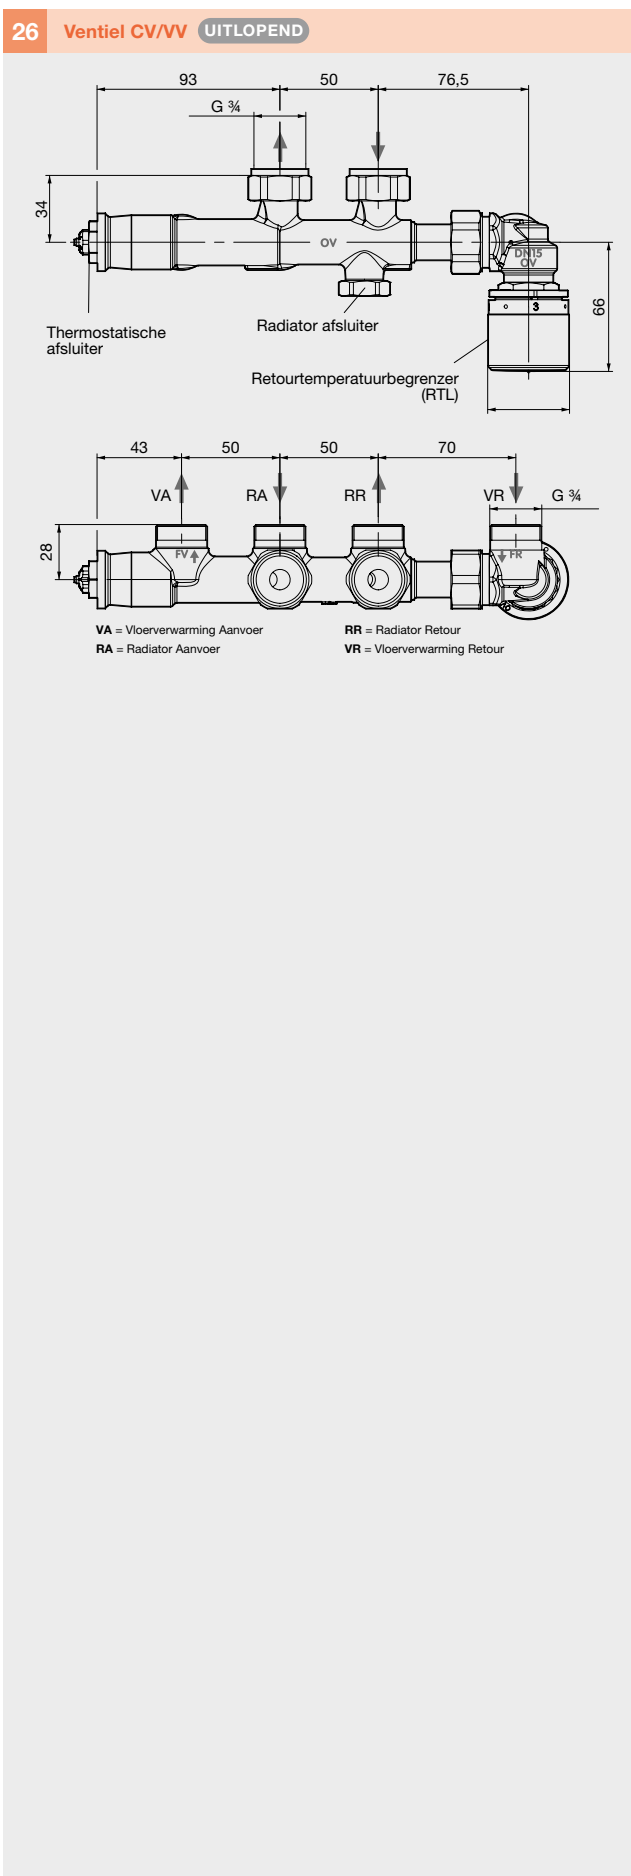 26 Ventiel CV/VV UITLOPEND
93 50 76,5
G ¾
34
OV
DN15
OV
3
66
Thermostatische
afsluiter
Radiator afsluiter
Retourtemperatuurbegrenzer
(RTL)
43 50 50 70
VA RA RR VR G ¾
28
FV FR
VA = Vloerverwarming Aanvoer RR = Radiator Retour
RA = Radiator Aanvoer VR = Vloerverwarming Retour